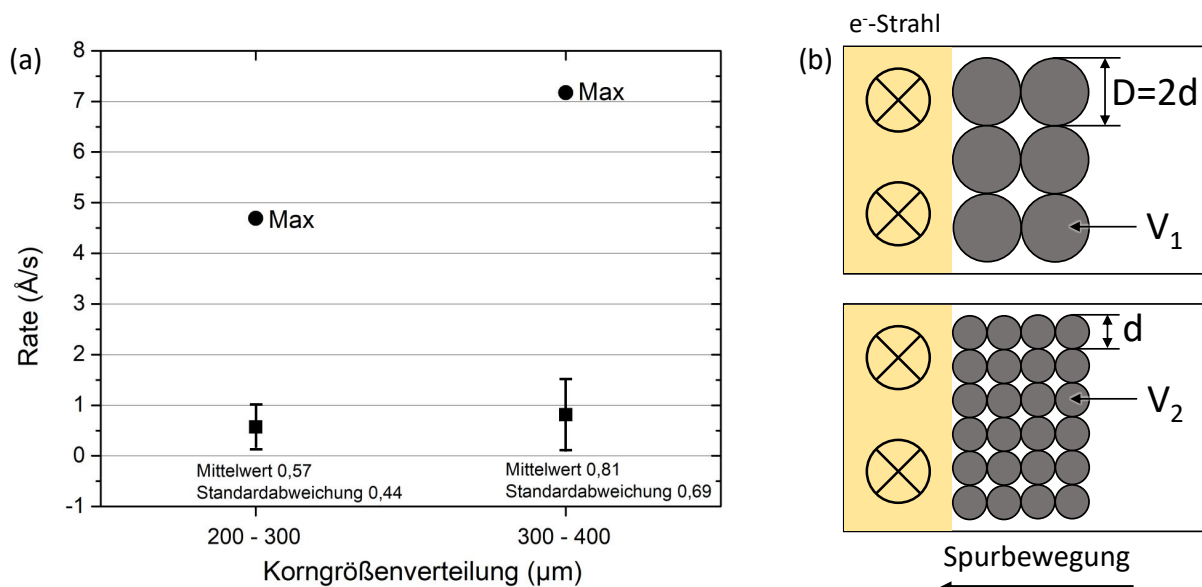 (a)
8
7
6
5
4
3
2
1
0
-1
Rate (Å/s)
Max
Max
Mittelwert 0,57
Standardabweichung 0,44
Mittelwert 0,81
Standardabweichung 0,69
200 - 300
300 - 400
Korngrößenverteilung (µm)
(b)
e⁻-Strahl
D=2d
V₁
d
V₂
Spurbewegung